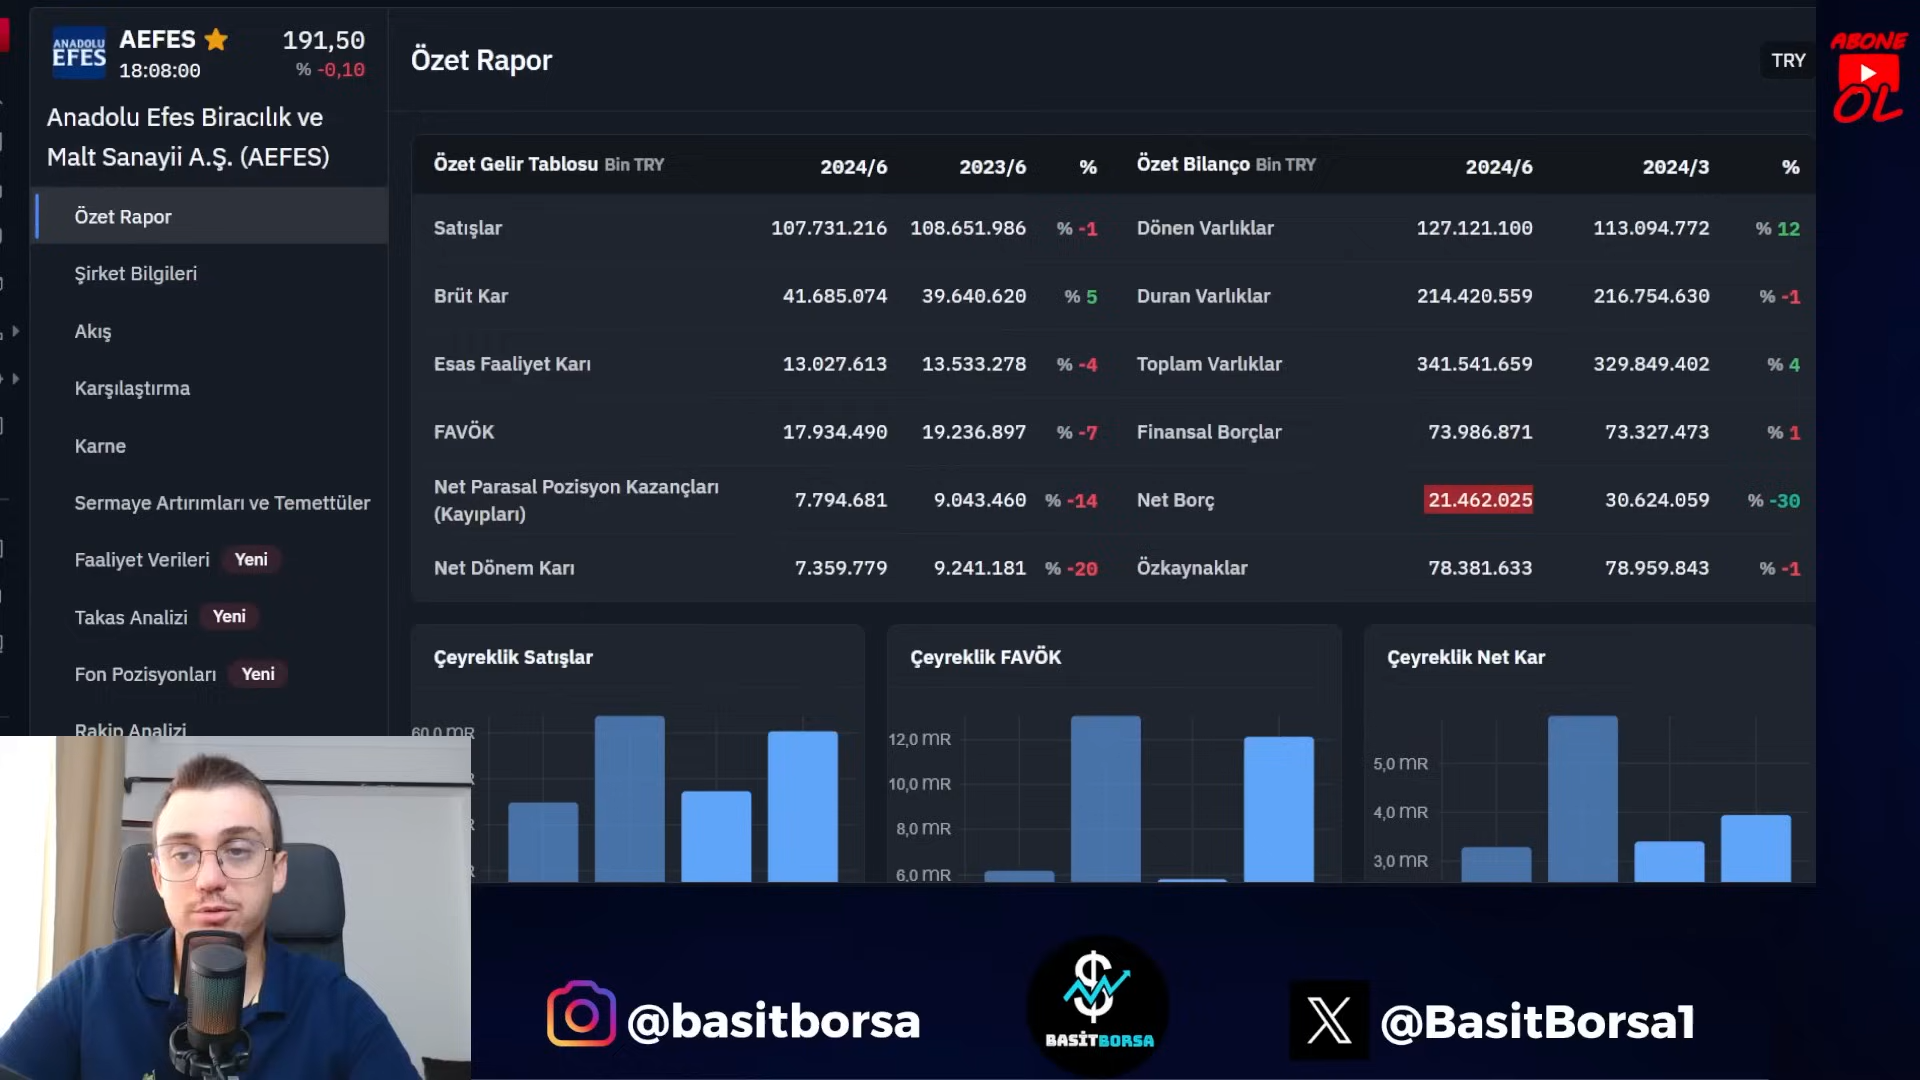 ANADOLU
EFES
AEFES
191,50
18:08:00
% -0,10
Anadolu Efes Biracılık ve
Malt Sanayii A.Ş. (AEFES)
Özet Rapor
Şirket Bilgileri
Akış
Karşılaştırma
Karne
Sermaye Artırımları ve Temettüler
Faaliyet Verileri Yeni
Takas Analizi Yeni
Fon Pozisyonları Yeni
Rakip Analizi
Özet Rapor
TRY
ABONE
OL
Özet Gelir Tablosu Bin TRY 2024/6 2023/6 %
Satışlar 107.731.216 108.651.986 % -1
Brüt Kar 41.685.074 39.640.620 % 5
Esas Faaliyet Karı 13.027.613 13.533.278 % -4
FAVÖK 17.934.490 19.236.897 % -7
Net Parasal Pozisyon Kazançları
(Kayıpları) 7.794.681 9.043.460 % -14
Net Dönem Karı 7.359.779 9.241.181 % -20
Özet Bilanço Bin TRY 2024/6 2024/3 %
Dönen Varlıklar 127.121.100 113.094.772 % 12
Duran Varlıklar 214.420.559 216.754.630 % -1
Toplam Varlıklar 341.541.659 329.849.402 % 4
Finansal Borçlar 73.986.871 73.327.473 % 1
Net Borç 21.462.025 30.624.059 % -30
Özkaynaklar 78.381.633 78.959.843 % -1
Çeyreklik Satışlar
60,0 MR
Çeyreklik FAVÖK
12,0 MR
10,0 MR
8,0 MR
6,0 MR
Çeyreklik Net Kar
5,0 MR
4,0 MR
3,0 MR
@basitborsa
BASİTBORSA
@BasitBorsa1